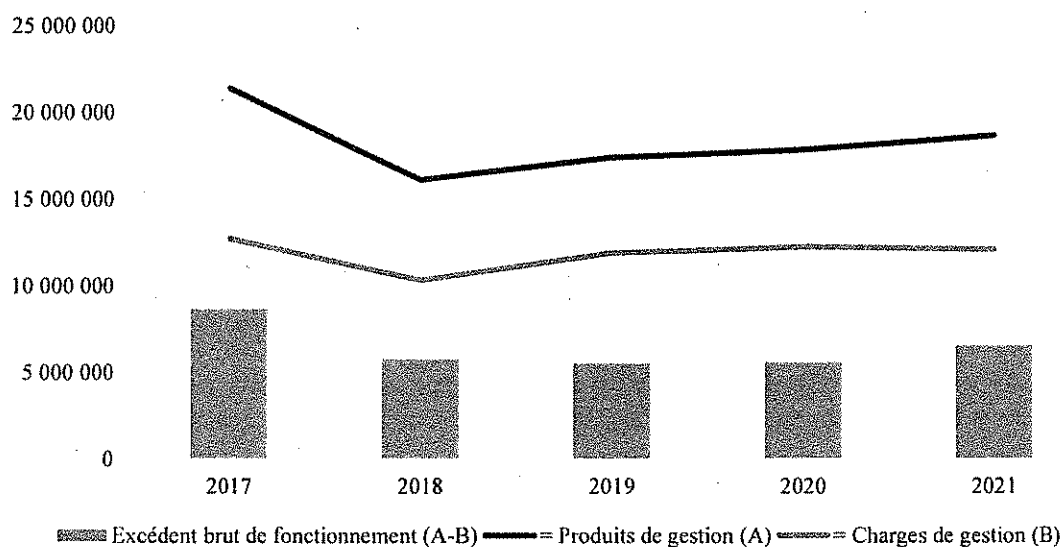 25 000 000
20 000 000
15 000 000
10 000 000
5 000 000
0
2017 2018 2019 2020 2021
Excédent brut de fonctionnement (A-B) = Produits de gestion (A) = Charges de gestion (B)